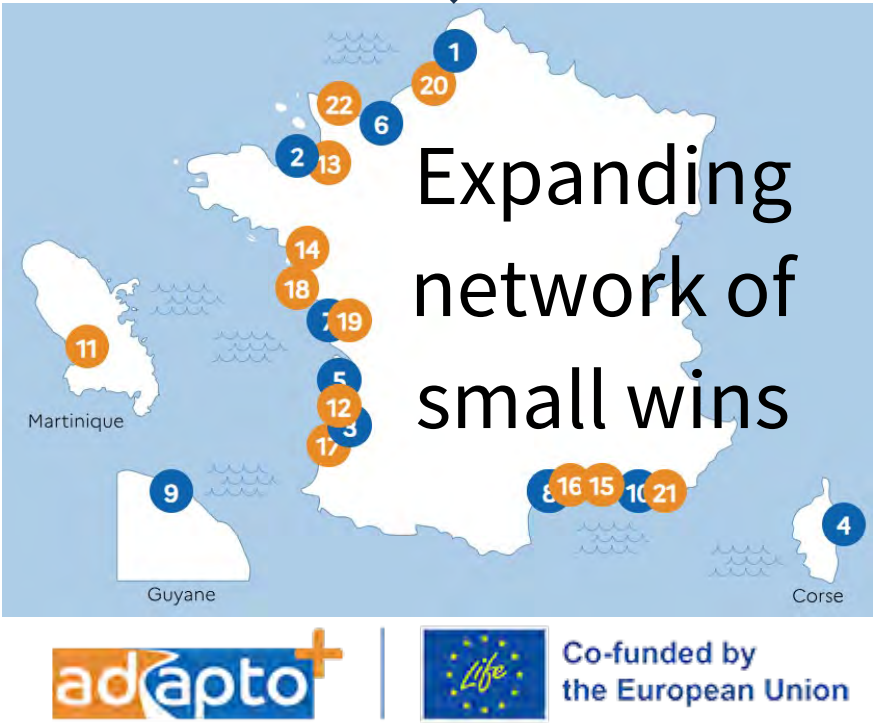 1
20
22
6
2
13
Expanding
network of
small wins
14
18
7
19
11
5
12
3
17
Martinique
9
8
16
15
10
21
4
Guyane
Corse
adapto+
Life
Co-funded by
the European Union